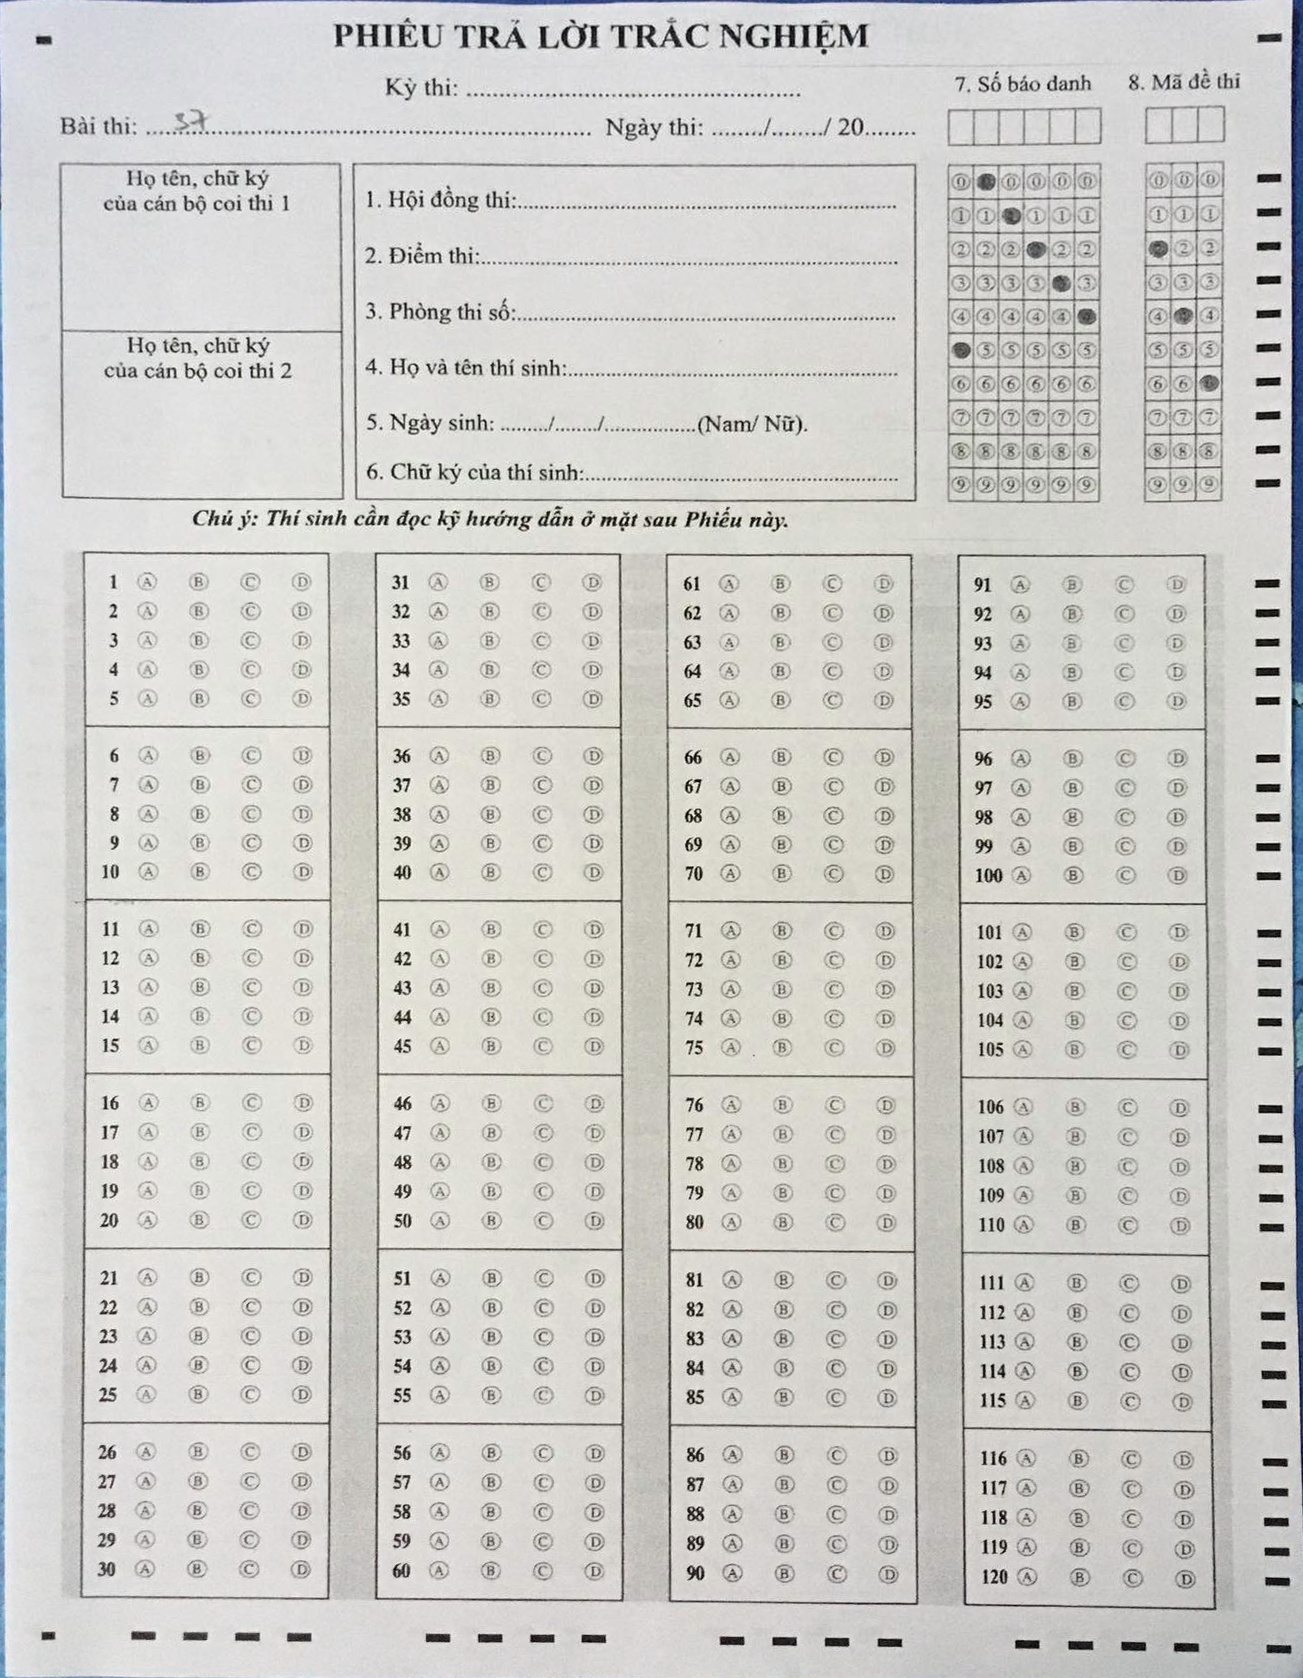 PHIẾU TRẢ LỜI TRẮC NGHIỆM
Kỳ thi: ........................................
Bài thi: 37 ........................................ Ngày thi: ......../......../ 20........
7. Số báo danh
8. Mã đề thi
Họ tên, chữ ký
của cán bộ coi thi 1
Họ tên, chữ ký
của cán bộ coi thi 2
1. Hội đồng thi:........................................
2. Điểm thi:........................................
3. Phòng thi số:........................................
4. Họ và tên thí sinh:........................................
5. Ngày sinh: ......../......../................(Nam/ Nữ).
6. Chữ ký của thí sinh:........................................
0 0 0 0 0
1 1 1 1 1
2 2 2 2 2
3 3 3 3 3
4 4 4 4 4
5 5 5 5 5
6 6 6 6 6 6
7 7 7 7 7 7
8 8 8 8 8 8
9 9 9 9 9 9
0 0 0
1 1 1
2 2
3 3 3
4 4
5 5 5
6 6
7 7 7
8 8 8
9 9 9
Chú ý: Thí sinh cần đọc kỹ hướng dẫn ở mặt sau Phiếu này.
1 A B C D
2 A B C D
3 A B C D
4 A B C D
5 A B C D
6 A B C D
7 A B C D
8 A B C D
9 A B C D
10 A B C D
11 A B C D
12 A B C D
13 A B C D
14 A B C D
15 A B C D
16 A B C D
17 A B C D
18 A B C D
19 A B C D
20 A B C D
21 A B C D
22 A B C D
23 A B C D
24 A B C D
25 A B C D
26 A B C D
27 A B C D
28 A B C D
29 A B C D
30 A B C D
31 A B C D
32 A B C D
33 A B C D
34 A B C D
35 A B C D
36 A B C D
37 A B C D
38 A B C D
39 A B C D
40 A B C D
41 A B C D
42 A B C D
43 A B C D
44 A B C D
45 A B C D
46 A B C D
47 A B C D
48 A B C D
49 A B C D
50 A B C D
51 A B C D
52 A B C D
53 A B C D
54 A B C D
55 A B C D
56 A B C D
57 A B C D
58 A B C D
59 A B C D
60 A B C D
61 A B C D
62 A B C D
63 A B C D
64 A B C D
65 A B C D
66 A B C D
67 A B C D
68 A B C D
69 A B C D
70 A B C D
71 A B C D
72 A B C D
73 A B C D
74 A B C D
75 A B C D
76 A B C D
77 A B C D
78 A B C D
79 A B C D
80 A B C D
81 A B C D
82 A B C D
83 A B C D
84 A B C D
85 A B C D
86 A B C D
87 A B C D
88 A B C D
89 A B C D
90 A B C D
91 A B C D
92 A B C D
93 A B C D
94 A B C D
95 A B C D
96 A B C D
97 A B C D
98 A B C D
99 A B C D
100 A B C D
101 A B C D
102 A B C D
103 A B C D
104 A B C D
105 A B C D
106 A B C D
107 A B C D
108 A B C D
109 A B C D
110 A B C D
111 A B C D
112 A B C D
113 A B C D
114 A B C D
115 A B C D
116 A B C D
117 A B C D
118 A B C D
119 A B C D
120 A B C D